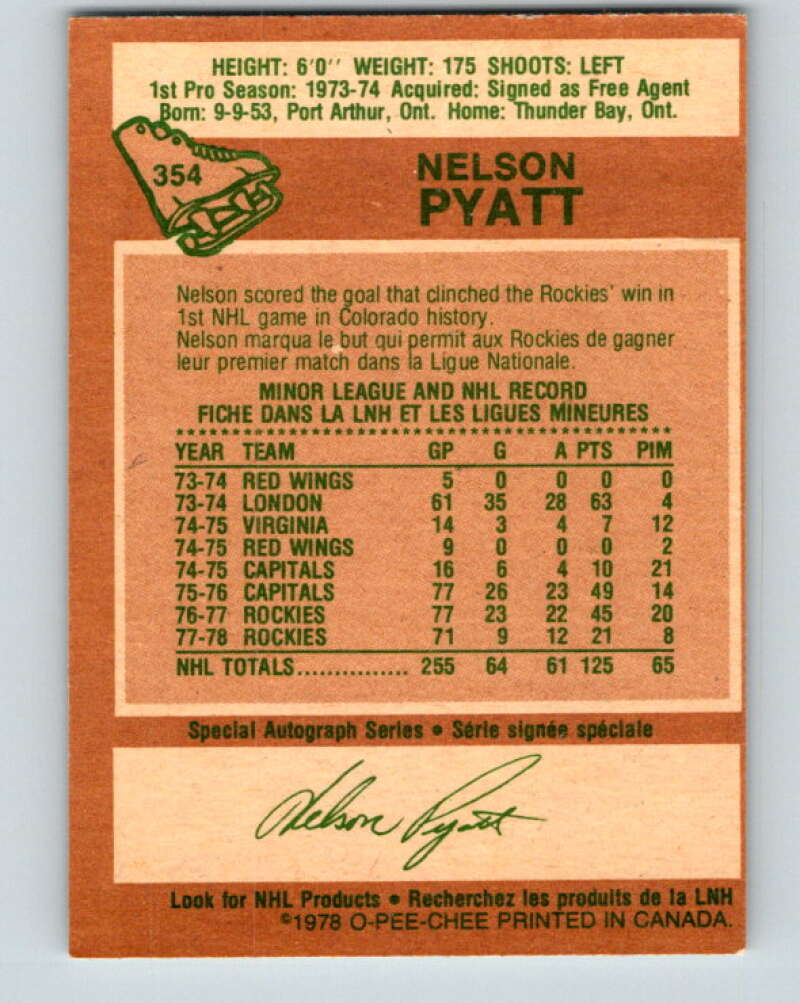 HEIGHT: 6'0'' WEIGHT: 175 SHOOTS: LEFT
1st Pro Season: 1973-74 Acquired: Signed as Free Agent
Born: 9-9-53, Port Arthur, Ont. Home: Thunder Bay, Ont.
354
NELSON
PYATT
Nelson scored the goal that clinched the Rockies' win in
1st NHL game in Colorado history.
Nelson marqua le but qui permit aux Rockies de gagner
leur premier match dans la Ligue Nationale.
MINOR LEAGUE AND NHL RECORD
FICHE DANS LA LNH ET LES LIGUES MINEURES
YEAR TEAM GP G A PTS PIM
73-74 RED WINGS 5 0 0 0 0
73-74 LONDON 61 35 28 63 4
74-75 VIRGINIA 14 3 4 7 12
74-75 RED WINGS 9 0 0 0 2
74-75 CAPITALS 16 6 4 10 21
75-76 CAPITALS 77 26 23 49 14
76-77 ROCKIES 77 23 22 45 20
77-78 ROCKIES 71 9 12 21 8
NHL TOTALS............... 255 64 61 125 65
Special Autograph Series • Série signée spéciale
Nelson Pyatt
Look for NHL Products • Recherchez les produits de la LNH
©1978 O-PEE-CHEE PRINTED IN CANADA.